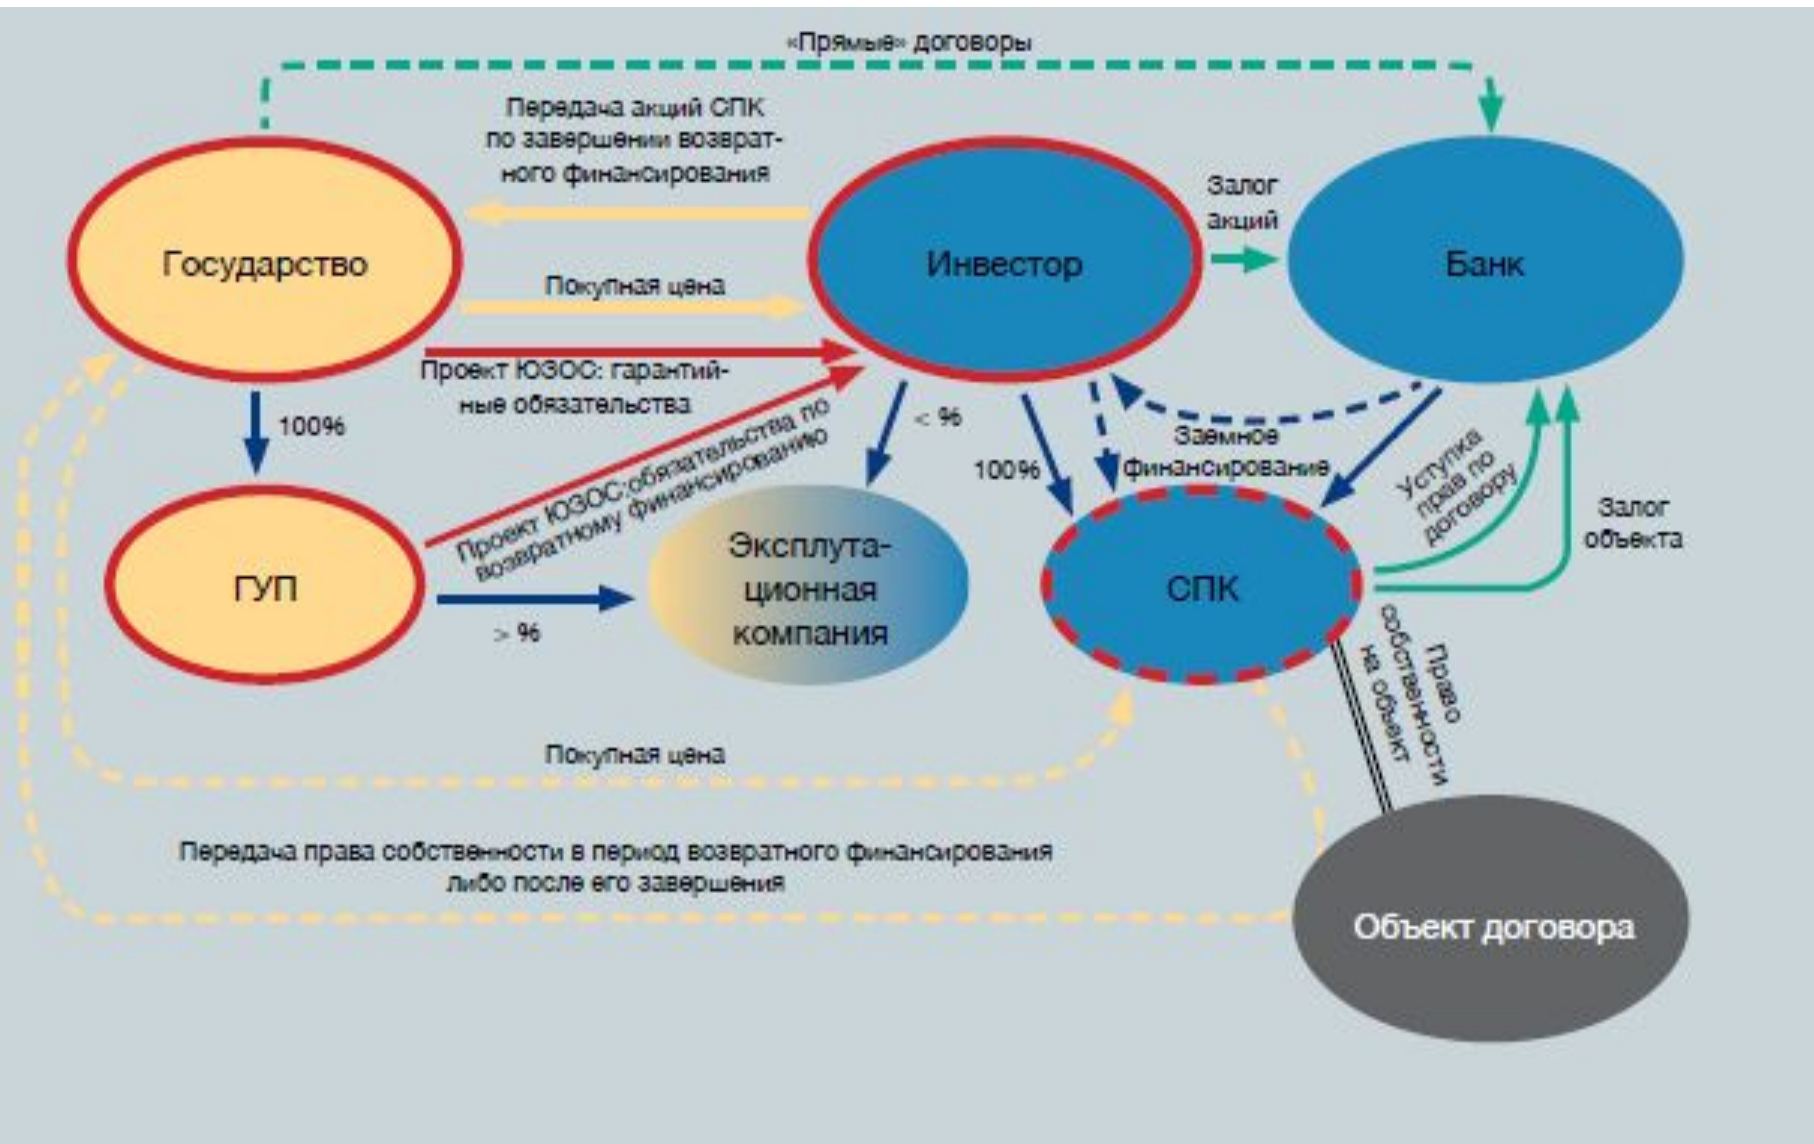 «Прямые» договоры
Передача акций СПК
по завершении возврат-
ного финансирования
Залог
акций
Государство
Инвестор
Банк
Покупная цена
Проект ЮЗОС: гарантий-
ные обязательства
100%
< %
Проект ЮЗОС:обязательства по
возвратному финансированию
100%
Заемное
финансирование
Уступка
прав по
договору
Залог
объекта
ГУП
> %
Эксплута-
ционная
компания
СПК
Право
собственности
на объект
Покупная цена
Передача права собственности в период возвратного финансирования
либо после его завершения
Объект договора